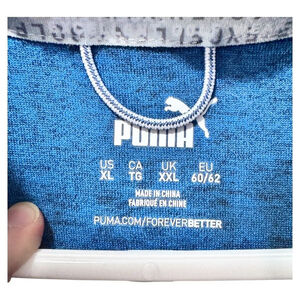 PUMA
US CA UK EU
XL TG XXL 60/62
MADE IN CHINA
FABRIQUÉ EN CHINE
PUMA.COM/FOREVERBETTER